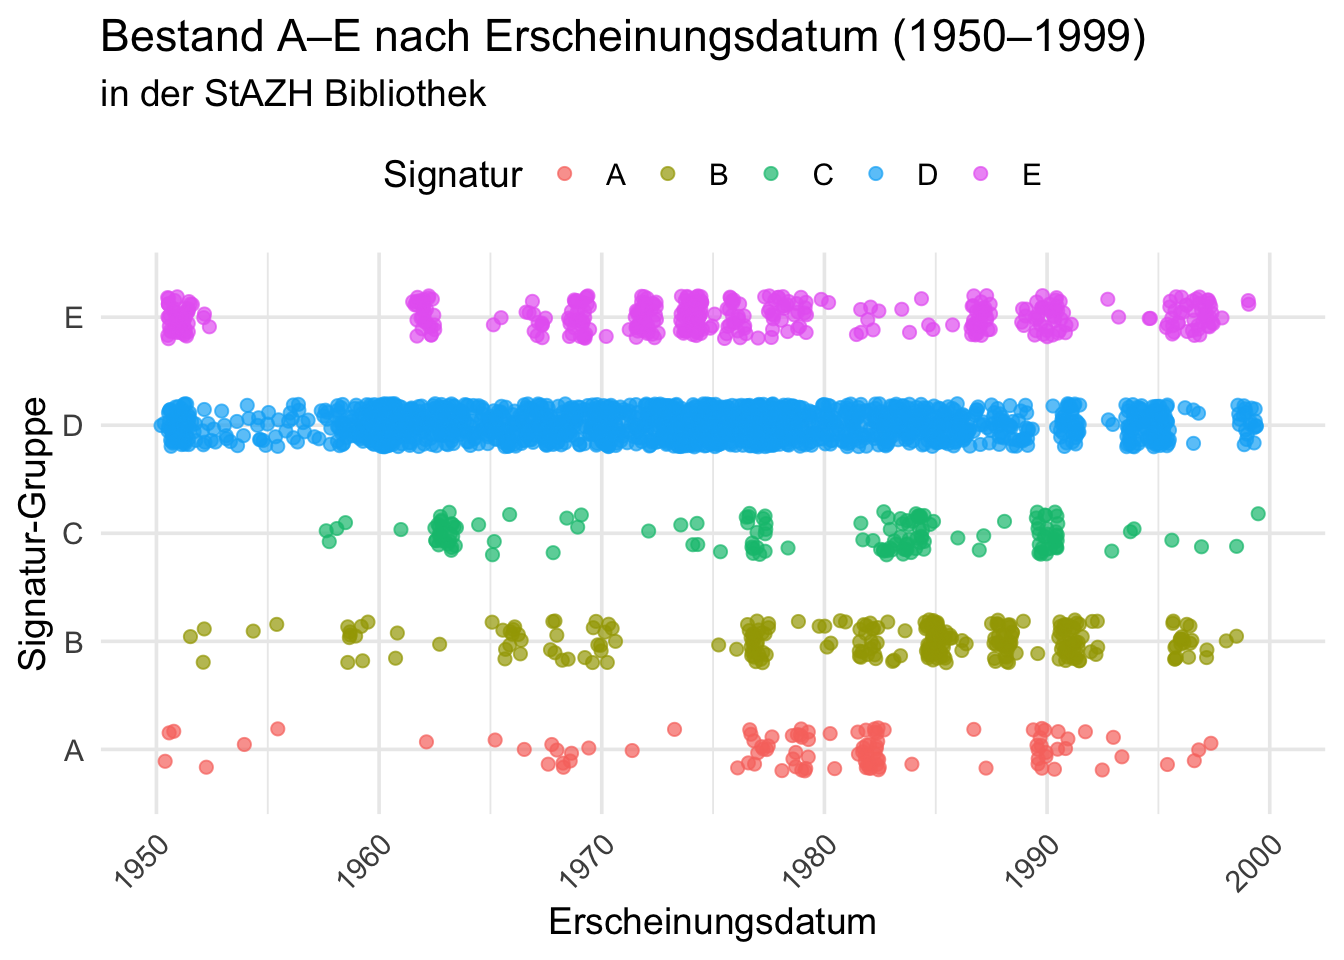 Bestand A–E nach Erscheinungsdatum (1950–1999)
in der StAZH Bibliothek
Signatur A B C D E
Signatur-Gruppe
E
D
C
B
A
1950 1960 1970 1980 1990 2000
Erscheinungsdatum